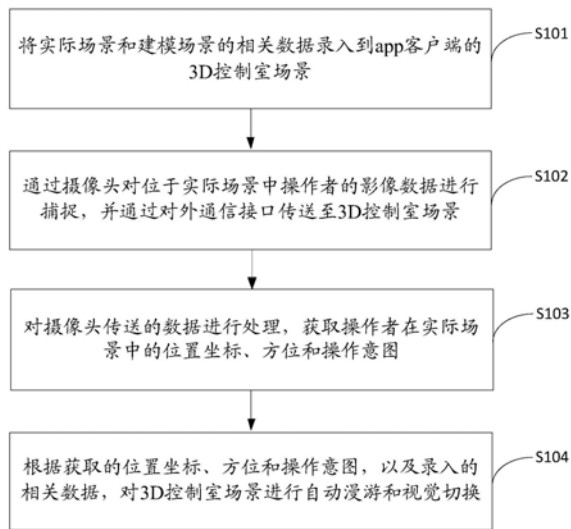 将实际场景和建模场景的相关数据录入到app客户端的
3D控制室场景
S101
通过摄像头对位于实际场景中操作者的影像数据进行
捕捉，并通过对外通信接口传送至3D控制室场景
S102
对摄像头传送的数据进行处理，获取操作者在实际场
景中的位置坐标、方位和操作意图
S103
根据获取的位置坐标、方位和操作意图，以及录入的
相关数据，对3D控制室场景进行自动漫游和视觉切换
S104